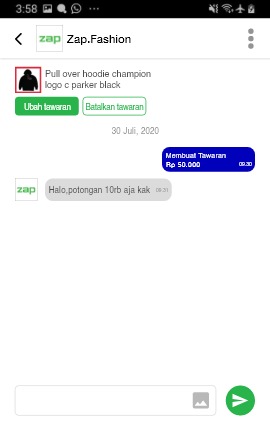 3:58
zap Zap.Fashion
Pull over hoodie champion
logo c parker black
Ubah tawaran Batalkan tawaran
30 Juli, 2020
Membuat Tawaran
Rp 50.000 09.30
zap Halo,potongan 10rb aja kak 09.31